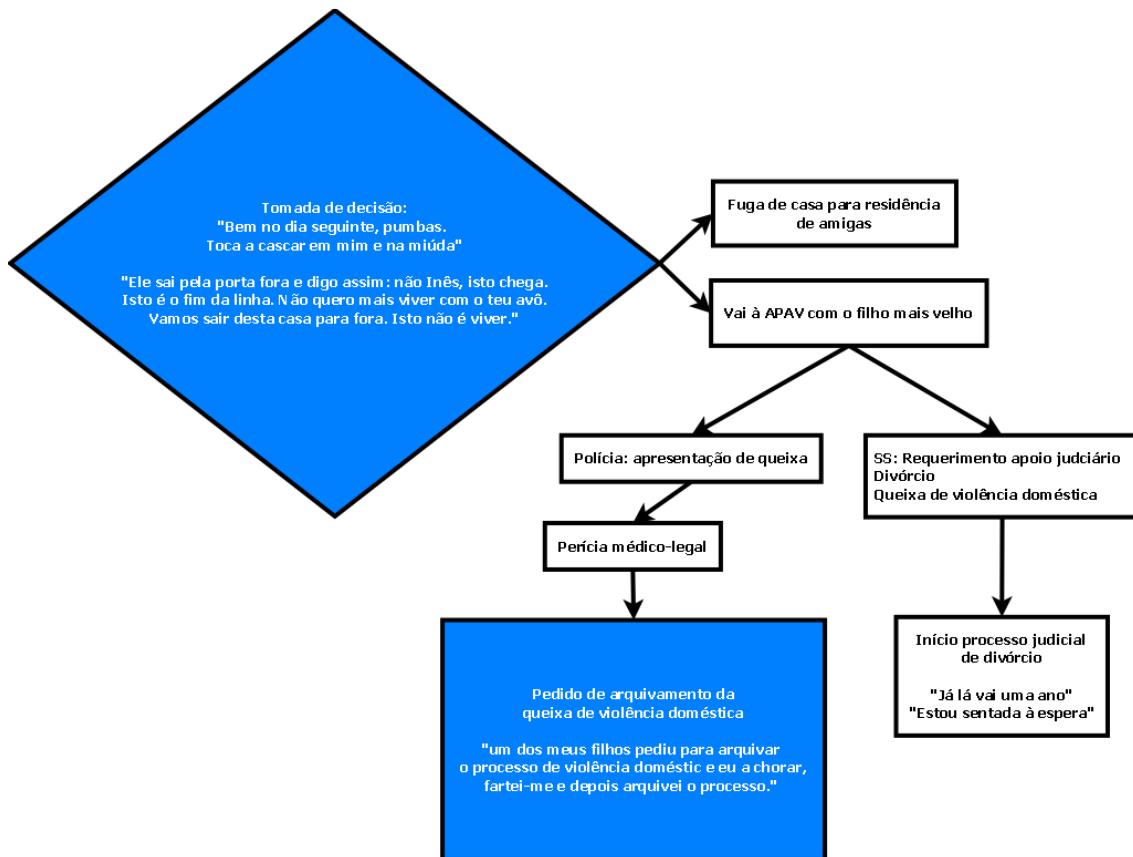 Tomada de decisão:
"Bem no dia seguinte, pumbas.
Toca a cascar em mim e na miúda"
"Ele sai pela porta fora e digo assim: não Inês, isto chega.
Isto é o fim da linha. Não quero mais viver com o teu avô.
Vamos sair desta casa para fora. Isto não é viver."
Fuga de casa para residência
de amigas
Vai à APAV com o filho mais velho
Polícia: apresentação de queixa
SS: Requerimento apoio judiciário
Divórcio
Queixa de violência doméstica
Perícia médico-legal
Pedido de arquivamento da
queixa de violência doméstica
"um dos meus filhos pediu para arquivar
o processo de violência doméstic e eu a chorar,
fartei-me e depois arquivei o processo."
Início processo judicial
de divórcio
"Já lá vai uma ano"
"Estou sentada à espera"